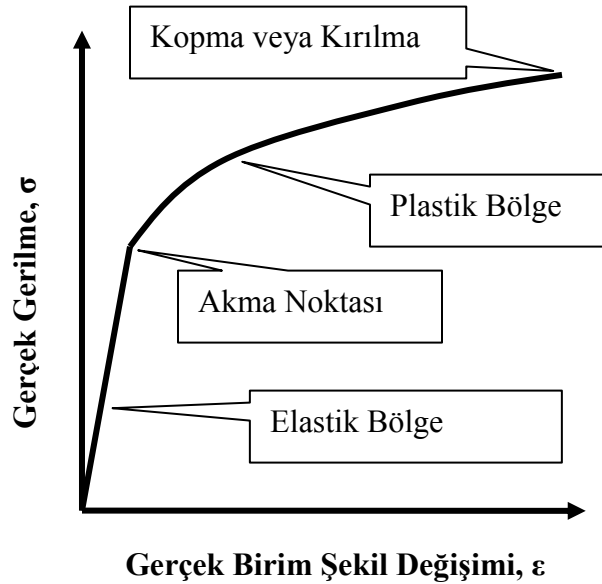 Kopma veya Kırılma
Plastik Bölge
Akma Noktası
Elastik Bölge
Gerçek Gerilme, σ
Gerçek Birim Şekil Değişimi, ε